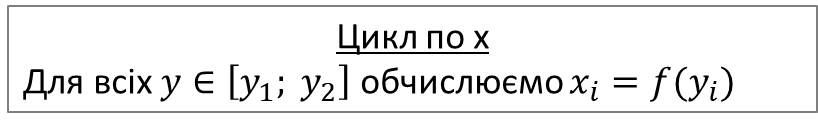 Цикл по x
Для всіх y ∈ [y₁; y₂] обчислюємо xᵢ = f(yᵢ)